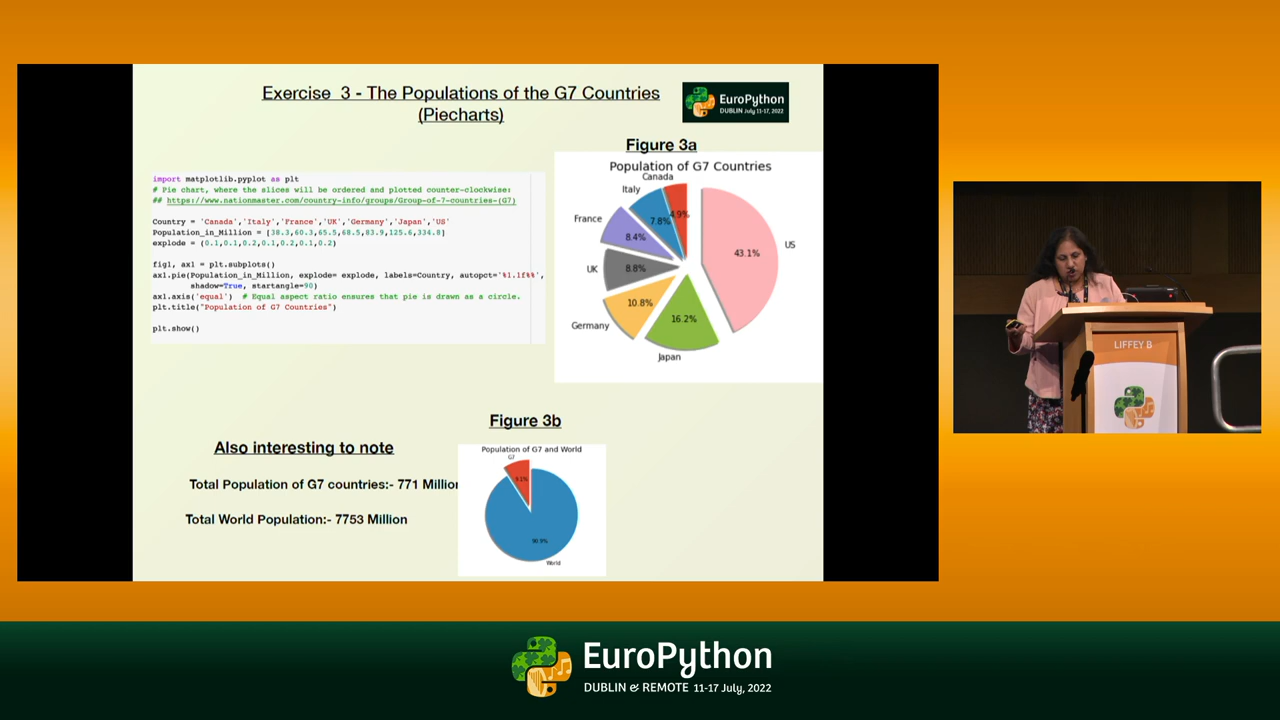 Exercise 3 - The Populations of the G7 Countries
(Piecharts)
EuroPython
DUBLIN July 11-17, 2022
Figure 3a
import matplotlib.pyplot as plt
# Pie chart, where the slices will be ordered and plotted counter-clockwise:
## https://www.nationmaster.com/country-info/groups/Group-of-7-countries-(G7)
Country = 'Canada','Italy','France','UK','Germany','Japan','US'
Population_in_Million = [38.3,60.3,65.5,68.5,83.9,125.6,334.8]
explode = (0.1,0.1,0.2,0.1,0.2,0.1,0.2)
fig1, ax1 = plt.subplots()
ax1.pie(Population_in_Million, explode= explode, labels=Country, autopct='%1.1f%%',
shadow=True, startangle=90)
ax1.axis('equal') # Equal aspect ratio ensures that pie is drawn as a circle.
plt.title("Population of G7 Countries")
plt.show()
Population of G7 Countries
Canada
Italy
4.9%
7.8%
France
8.4%
US
43.1%
UK
8.8%
10.8%
Germany
16.2%
Japan
Figure 3b
Also interesting to note
Total Population of G7 countries:- 771 Million
Total World Population:- 7753 Million
Population of G7 and World
G7
9.1%
90.9%
World
LIFFEY B
EuroPython
DUBLIN & REMOTE 11-17 July, 2022